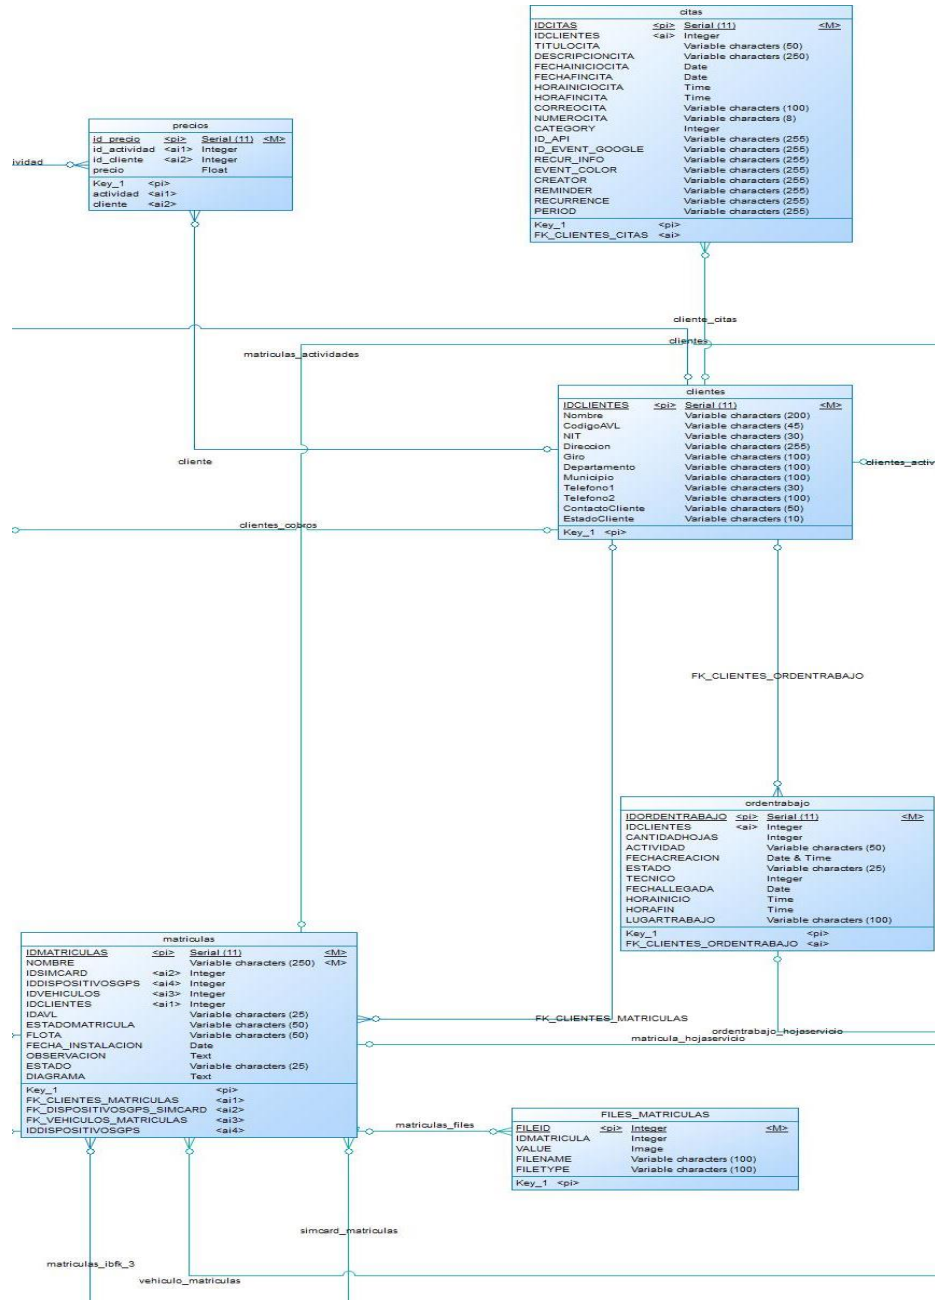 citas
IDCITAS <pi> Serial (11) <M>
IDCLIENTES <ai> Integer
TITULOCITA Variable characters (50)
DESCRIPCIONCITA Variable characters (250)
FECHAINICIOCITA Date
FECHAFINCITA Date
HORAINICIOCITA Time
HORAFINCITA Time
CORREOCITA Variable characters (100)
NUMEROCITA Variable characters (8)
CATEGORY Integer
ID_API Variable characters (255)
ID_EVENT_GOOGLE Variable characters (255)
RECUR_INFO Variable characters (255)
EVENT_COLOR Variable characters (255)
CREATOR Variable characters (255)
REMINDER Variable characters (255)
RECURRENCE Variable characters (255)
PERIOD Variable characters (255)
Key_1 <pi>
FK_CLIENTES_CITAS <ai>
precios
id_precio <pi> Serial (11) <M>
id_actividad <ai1> Integer
id_cliente <ai2> Integer
precio Float
Key_1 <pi>
actividad <ai1>
cliente <ai2>
ividad
cliente_citas
clientes
matriculas_actividades
clientes
IDCLIENTES <pi> Serial (11) <M>
Nombre Variable characters (200)
CodigoAVL Variable characters (45)
NIT Variable characters (30)
Direccion Variable characters (255)
Giro Variable characters (100)
Departamento Variable characters (100)
Municipio Variable characters (100)
Telefono1 Variable characters (30)
Telefono2 Variable characters (100)
ContactoCliente Variable characters (50)
EstadoCliente Variable characters (10)
Key_1 <pi>
cliente
clientes_activ
clientes_cobros
FK_CLIENTES_ORDENTRABAJO
ordentrabajo
IDORDENTRABAJO <pi> Serial (11) <M>
IDCLIENTES <ai> Integer
CANTIDADHOJAS Integer
ACTIVIDAD Variable characters (50)
FECHACREACION Date & Time
ESTADO Variable characters (25)
TECNICO Integer
FECHALLEGADA Date
HORAINICIO Time
HORAFIN Time
LUGARTRABAJO Variable characters (100)
Key_1 <pi>
FK_CLIENTES_ORDENTRABAJO <ai>
matriculas
IDMATRICULAS <pi> Serial (11) <M>
NOMBRE Variable characters (250) <M>
IDSIMCARD <ai2> Integer
IDDISPOSITIVOSGPS <ai4> Integer
IDVEHICULOS <ai3> Integer
IDCLIENTES <ai1> Integer
IDAVL Variable characters (25)
ESTADOMATRICULA Variable characters (50)
FLOTA Variable characters (50)
FECHA_INSTALACION Date
OBSERVACION Text
ESTADO Variable characters (25)
DIAGRAMA Text
Key_1 <pi>
FK_CLIENTES_MATRICULAS <ai1>
FK_DISPOSITIVOSGPS_SIMCARD <ai2>
FK_VEHICULOS_MATRICULAS <ai3>
IDDISPOSITIVOSGPS <ai4>
FK_CLIENTES_MATRICULAS
ordentrabajo_hojaservicio
matricula_hojaservicio
matriculas_files
FILES_MATRICULAS
FILEID <pi> Integer <M>
IDMATRICULA Integer
VALUE Image
FILENAME Variable characters (100)
FILETYPE Variable characters (100)
Key_1 <pi>
simcard_matriculas
matriculas_ibfk_3
vehiculo_matriculas